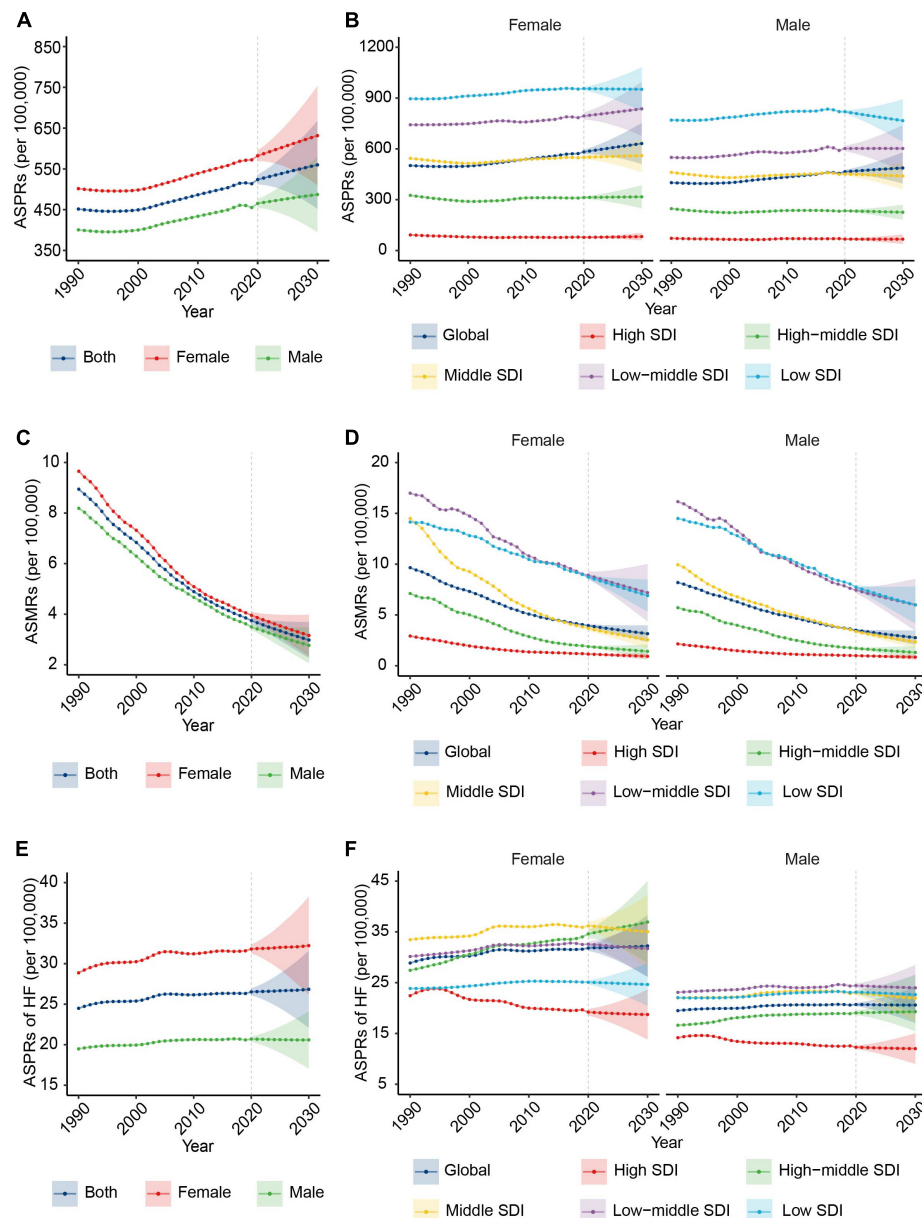 A
ASPRs (per 100,000)
850
750
650
550
450
350
1990
2000
2010
2020
2030
Year
Both
Female
Male
B
Female
Male
ASPRs (per 100,000)
1200
900
600
300
0
1990
2000
2010
2020
2030
1990
2000
2010
2020
2030
Year
Global
High SDI
High−middle SDI
Middle SDI
Low−middle SDI
Low SDI
C
ASMRs (per 100,000)
10
8
6
4
2
1990
2000
2010
2020
2030
Year
Both
Female
Male
D
Female
Male
ASMRs (per 100,000)
20
15
10
5
0
1990
2000
2010
2020
2030
1990
2000
2010
2020
2030
Year
Global
High SDI
High−middle SDI
Middle SDI
Low−middle SDI
Low SDI
E
ASPRs of HF (per 100,000)
40
35
30
25
20
15
1990
2000
2010
2020
2030
Year
Both
Female
Male
F
Female
Male
ASPRs of HF (per 100,000)
45
35
25
15
5
1990
2000
2010
2020
2030
1990
2000
2010
2020
2030
Year
Global
High SDI
High−middle SDI
Middle SDI
Low−middle SDI
Low SDI